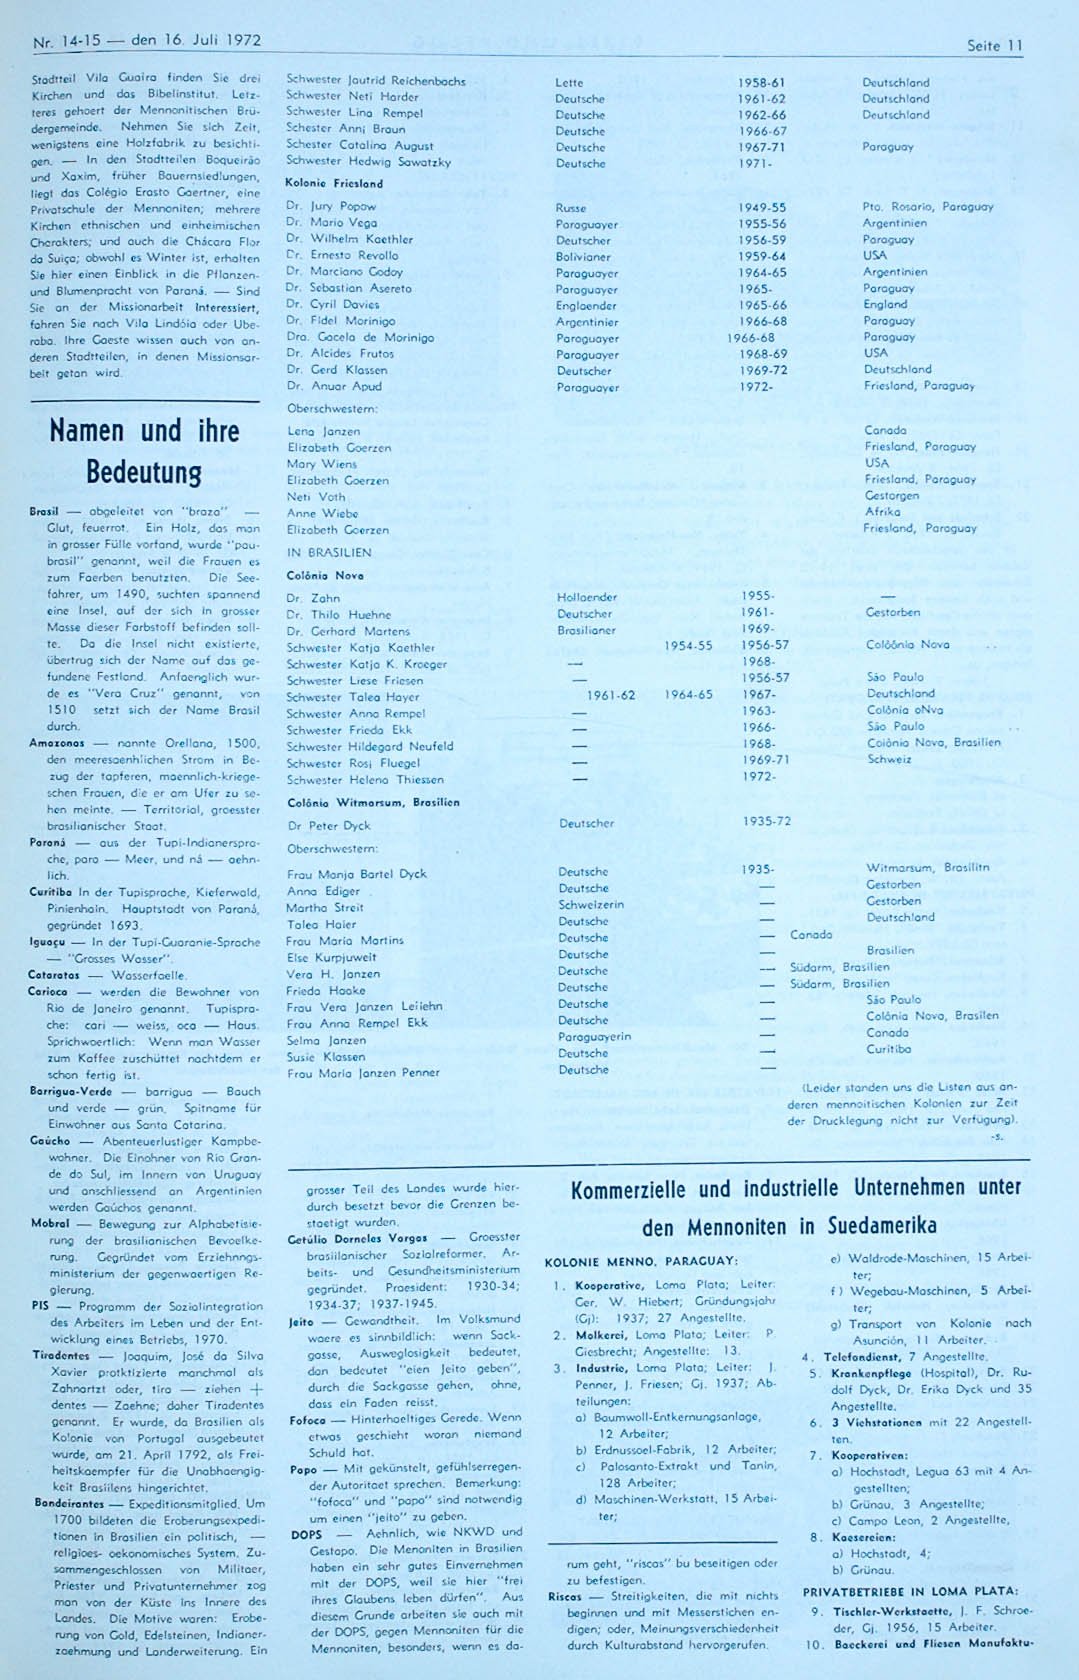 Nr. 14-15 — den 16. Juli 1972
Seite 11
Stadtteil Vila Guaira finden Sie drei
Kirchen und das Bibelinstitut. Letz-
teres gehoert der Mennonitischen Brü-
dergemeinde. Nehmen Sie sich Zeit,
wenigstens eine Holzfabrik zu besichti-
gen. — In den Stadtteilen Boqueirão
und Xaxim, früher Bauernsiedlungen,
liegt das Colégio Erasto Gaertner, eine
Privatschule der Mennoniten; mehrere
Kirchen ethnischen und einheimischen
Charakters; und auch die Chácara Flor
da Suiça; obwohl es Winter ist, erhalten
Sie hier einen Einblick in die Pflanzen-
und Blumenpracht von Paraná. — Sind
Sie an der Missionarbeit Interessiert,
fahren Sie nach Vila Lindóia oder Ube-
raba. Ihre Gaeste wissen auch von an-
deren Stadtteilen, in denen Missionsar-
beit getan wird.
Namen und ihre
Bedeutung
Brasil — abgeleitet von "braza" —
Glut, feuerrot. Ein Holz, das man
in grosser Fülle vorfand, wurde "pau-
brasil" genannt, weil die Frauen es
zum Faerben benutzten. Die See-
fahrer, um 1490, suchten spannend
eine Insel, auf der sich in grosser
Masse dieser Farbstoff befinden soll-
te. Da die Insel nicht existierte,
übertrug sich der Name auf das ge-
fundene Festland. Anfaenglich wur-
de es "Vera Cruz" genannt, von
1510 setzt sich der Name Brasil
durch.
Amazonas — nannte Orellana, 1500,
den meeresaenhlichen Strom in Be-
zug der tapferen, maennlich-kriege-
schen Frauen, die er am Ufer zu se-
hen meinte. — Territorial, groesster
brasilianischer Staat.
Paraná — aus der Tupi-Indianerspra-
che, para — Meer, und ná — aehn-
lich.
Curitiba In der Tupisprache, Kieferwald,
Pinienhain. Hauptstadt von Paraná,
gegründet 1693.
Iguaçu — In der Tupi-Guaranie-Sprache
— "Grosses Wasser".
Cataratas — Wasserfaelle.
Carioca — werden die Bewohner von
Rio de Janeiro genannt. Tupispra-
che: cari — weiss, oca — Haus.
Sprichwoertlich: Wenn man Wasser
zum Kaffee zuschüttet nachtdem er
schon fertig ist.
Barrigua-Verde — barrigua — Bauch
und verde — grün. Spitname für
Einwohner aus Santa Catarina.
Gaúcho — Abenteuerlustiger Kampbe-
wohner. Die Einohner von Rio Gran-
de do Sul, im Innern von Uruguay
und anschliessend an Argentinien
werden Gaúchos genannt.
Mobral — Bewegung zur Alphabetisie-
rung der brasilianischen Bevoelke-
rung. Gegründet vom Erziehnngs-
ministerium der gegenwaertigen Re-
gierung.
PIS — Programm der Sozialintegration
des Arbeiters im Leben und der Ent-
wicklung eines Betriebs, 1970.
Tiradentes — Joaquim, José da Silva
Xavier protktizierte manchmal als
Zahnartzt oder, tira — ziehen +
dentes — Zaehne; daher Tiradentes
genannt. Er wurde, da Brasilien als
Kolonie von Portugal ausgebeutet
wurde, am 21. April 1792, als Frei-
heitskaempfer für die Unabhaengig-
keit Brasiilens hingerichtet.
Bandeirantes — Expeditionsmitglied. Um
1700 bildeten die Eroberungsexpedi-
tionen in Brasilien ein politisch, —
religioes- oekonomisches System. Zu-
sammengeschlossen von Militaer,
Priester und Privatunternehmer zog
man von der Küste ins Innere des
Landes. Die Motive waren: Erobe-
rung von Gold, Edelsteinen, Indianer-
zaehmung und Landerweiterung. Ein
Schwester Jautrid Reichenbachs Lette 1958-61 Deutschland
Schwester Neti Harder Deutsche 1961-62 Deutschland
Schwester Lina Rempel Deutsche 1962-66 Deutschland
Schester Anni Braun Deutsche 1966-67
Schester Catalina August Deutsche 1967-71 Paraguay
Schwester Hedwig Sawatzky Deutsche 1971-
Kolonie Friesland
Dr. Jury Popow Russe 1949-55 Pto. Rosario, Paraguay
Dr. Mario Vega Paraguayer 1955-56 Argentinien
Dr. Wilhelm Kaethler Deutscher 1956-59 Paraguay
Dr. Ernesto Revollo Bolivianer 1959-64 USA
Dr. Marciano Godoy Paraguayer 1964-65 Argentinien
Dr. Sebastian Asereto Paraguayer 1965- Paraguay
Dr. Cyril Davies Englaender 1965-66 England
Dr. Fidel Morinigo Argentinier 1966-68 Paraguay
Dra. Gacela de Morinigo Paraguayer 1966-68 Paraguay
Dr. Alcides Frutos Paraguayer 1968-69 USA
Dr. Gerd Klassen Deutscher 1969-72 Deutschland
Dr. Anuar Apud Paraguayer 1972- Friesland, Paraguay
Oberschwestern:
Lena Janzen Canada
Elizabeth Goerzen Friesland, Paraguay
Mary Wiens USA
Elizabeth Goerzen Friesland, Paraguay
Neti Voth Gestorgen
Anne Wiebe Afrika
Elizabeth Goerzen Friesland, Paraguay
IN BRASILIEN
Colônia Nova
Dr. Zahn Hollaender 1955- —
Dr. Thilo Huehne Deutscher 1961- Gestorben
Dr. Gerhard Martens Brasilianer 1969-
Schwester Katja Kaethler 1954-55 1956-57 Colôônia Nova
Schwester Katja K. Kroeger — 1968-
Schwester Liese Friesen — 1956-57 São Paulo
Schwester Talea Hayer 1961-62 1964-65 1967- Deutschland
Schwester Anna Rempel — 1963- Colônia oNva
Schwester Frieda Ekk — 1966- São Paulo
Schwester Hildegard Neufeld — 1968- Colônia Nova, Brasilien
Schwester Rosi Fluegel — 1969-71 Schweiz
Schwester Helena Thiessen — 1972-
Colônia Witmarsum, Brasilien
Dr Peter Dyck Deutscher 1935-72
Oberschwestern:
Frau Manja Bartel Dyck Deutsche 1935- Witmarsum, Brasilitn
Anna Ediger Deutsche — Gestorben
Martha Streit Schweizerin — Gestorben
Talea Haier Deutsche — Deutschland
Frau Maria Martins Deutsche — Canada
Else Kurpjuweit Deutsche — Brasilien
Vera H. Janzen Deutsche — Südarm, Brasilien
Frieda Haake Deutsche — Südarm, Brasilien
Frau Vera Janzen Leiiehn Deutsche — São Paulo
Frau Anna Rempel Ekk Deutsche — Colônia Nova, Brasilen
Selma Janzen Paraguayerin — Canada
Susie Klassen Deutsche — Curitiba
Frau Maria Janzen Penner Deutsche —
(Leider standen uns die Listen aus an-
deren mennoitischen Kolonien zur Zeit
der Drucklegung nicht zur Verfügung).
-s.
grosser Teil des Landes wurde hier-
durch besetzt bevor die Grenzen be-
staetigt wurden.
Getúlio Dorneles Vargas — Groesster
brasiilanischer Sozialreformer. Ar-
beits- und Gesundheitsministerium
gegründet. Praesident: 1930-34;
1934-37; 1937-1945.
Jeito — Gewandtheit. Im Volksmund
waere es sinnbildlich: wenn Sack-
gasse, Ausweglosigkeit bedeutet,
dan bedeutet "eien Jeito geben",
durch die Sackgasse gehen, ohne,
dass ein Faden reisst.
Fofoca — Hinterhaeltiges Gerede. Wenn
etwas geschieht woran niemand
Schuld hat.
Papo — Mit gekünstelt, gefühlserregen-
der Autoritaet sprechen. Bemerkung:
"fofoca" und "papo" sind notwendig
um einen "jeito" zu geben.
DOPS — Aehnlich, wie NKWD und
Gestapo. Die Menoniten in Brasilien
haben ein sehr gutes Einvernehmen
mit der DOPS, weil sie hier "frei
ihres Glaubens leben dürfen". Aus
diesem Grunde arbeiten sie auch mit
der DOPS, gegen Mennoniten für die
Mennoniten, besonders, wenn es da-
rum geht, "riscas" bu beseitigen oder
zu befestigen.
Riscas — Streitigkeiten, die mit nichts
beginnen und mit Messerstichen en-
digen; oder, Meinungsverschiedenheit
durch Kulturabstand hervorgerufen.
Kommerzielle und industrielle Unternehmen unter
den Mennoniten in Suedamerika
KOLONIE MENNO, PARAGUAY:
1. Kooperative, Loma Plata; Leiter:
Ger. W. Hiebert; Gründungsjahr
(Gj): 1937; 27 Angestellte.
2. Molkerei, Loma Plata; Leiter: P.
Giesbrecht; Angestellte: 13.
3. Industrie, Loma Plata; Leiter: J.
Penner, J. Friesen; Gj. 1937; Ab-
teilungen:
a) Baumwoll-Entkernungsanlage,
12 Arbeiter;
b) Erdnussoel-Fabrik, 12 Arbeiter;
c) Palosanto-Extrakt und Tanin,
128 Arbeiter;
d) Maschinen-Werkstatt, 15 Arbei-
ter;
e) Waldrode-Maschinen, 15 Arbei-
ter;
f) Wegebau-Maschinen, 5 Arbei-
ter;
g) Transport von Kolonie nach
Asunción, 11 Arbeiter.
4. Telefondienst, 7 Angestellte.
5. Krankenpflege (Hospital), Dr. Ru-
dolf Dyck, Dr. Erika Dyck und 35
Angestellte.
6. 3 Viehstationen mit 22 Angestell-
ten.
7. Kooperativen:
a) Hochstadt, Legua 63 mit 4 An-
gestellten;
b) Grünau, 3 Angestellte;
c) Campo Leon, 2 Angestellte,
8. Kaesereien:
a) Hochstadt, 4;
b) Grünau.
PRIVATBETRIEBE IN LOMA PLATA:
9. Tischler-Werkstaette, J. F. Schroe-
der, Gj. 1956, 15 Arbeiter.
10. Baeckerei und Fliesen Manufaktu-